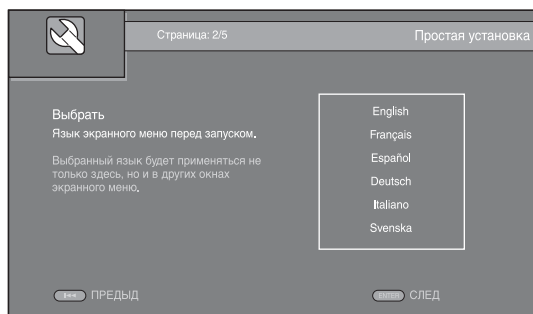 Страница: 2/5
Простая установка
Выбрать
Язык экранного меню перед запуском.
Выбранный язык будет применяться не
только здесь, но и в других окнах
экранного меню.
English
Français
Español
Deutsch
Italiano
Svenska
ПРЕДЫД
ENTER СЛЕД